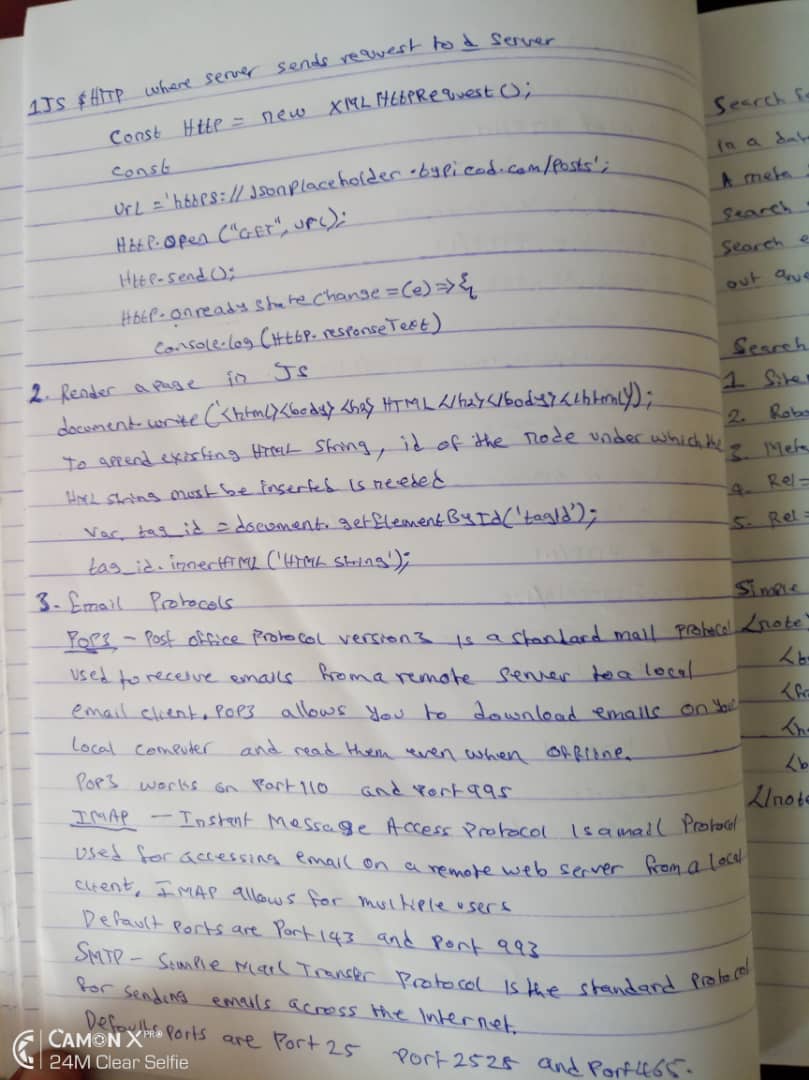 1 JS & HTTP where server sends request to a server
Const Http = new XMLHttpRequest();
const
Url = 'https://Jsonplaceholder.typicod.com/Posts';
Http.open ("GET", url);
Http.send();
Http.onready state change = (e) => {
Console.log (Http.responseText)
2. Render a page in JS
document.write ('<html><body><h2> HTML </h2></body></html>');
To append existing HTML string, id of the node under which the
HTML string must be inserted is needed
Var tag_id = document.getElementById('tagid');
tag_id.innerHTML ('HTML string');
3. Email Protocols
POP3 - Post office Protocol version 3 is a standard mail protocol
used to receive emails from a remote server to a local
email client. POP3 allows you to download emails on your
local computer and read them even when offline.
POP3 works on Port 110 and Port 995
IMAP - Instant Message Access Protocol is a mail Protocol
used for accessing email on a remote web server from a local
client. IMAP allows for multiple users
Default Ports are Port 143 and Port 993
SMTP - Simple Mail Transfer Protocol is the standard Protocol
for sending emails across the Internet.
Defaults Ports are Port 25 Port 2525 and Port 465.
Search
in a
A meta
Search
Search
out
Search
1
2.
3. Meta
4. Rel=
5. Rel=
Simple
<note>
</note
CAMON X PRO
24M Clear Selfie